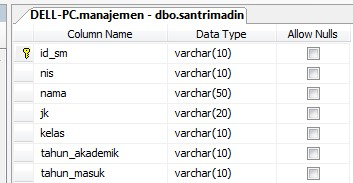 DELL-PC.manajemen - dbo.santrimadin
Column Name Data Type Allow Nulls
id_sm varchar(10)
nis varchar(10)
nama varchar(50)
jk varchar(20)
kelas varchar(10)
tahun_akademik varchar(10)
tahun_masuk varchar(10)